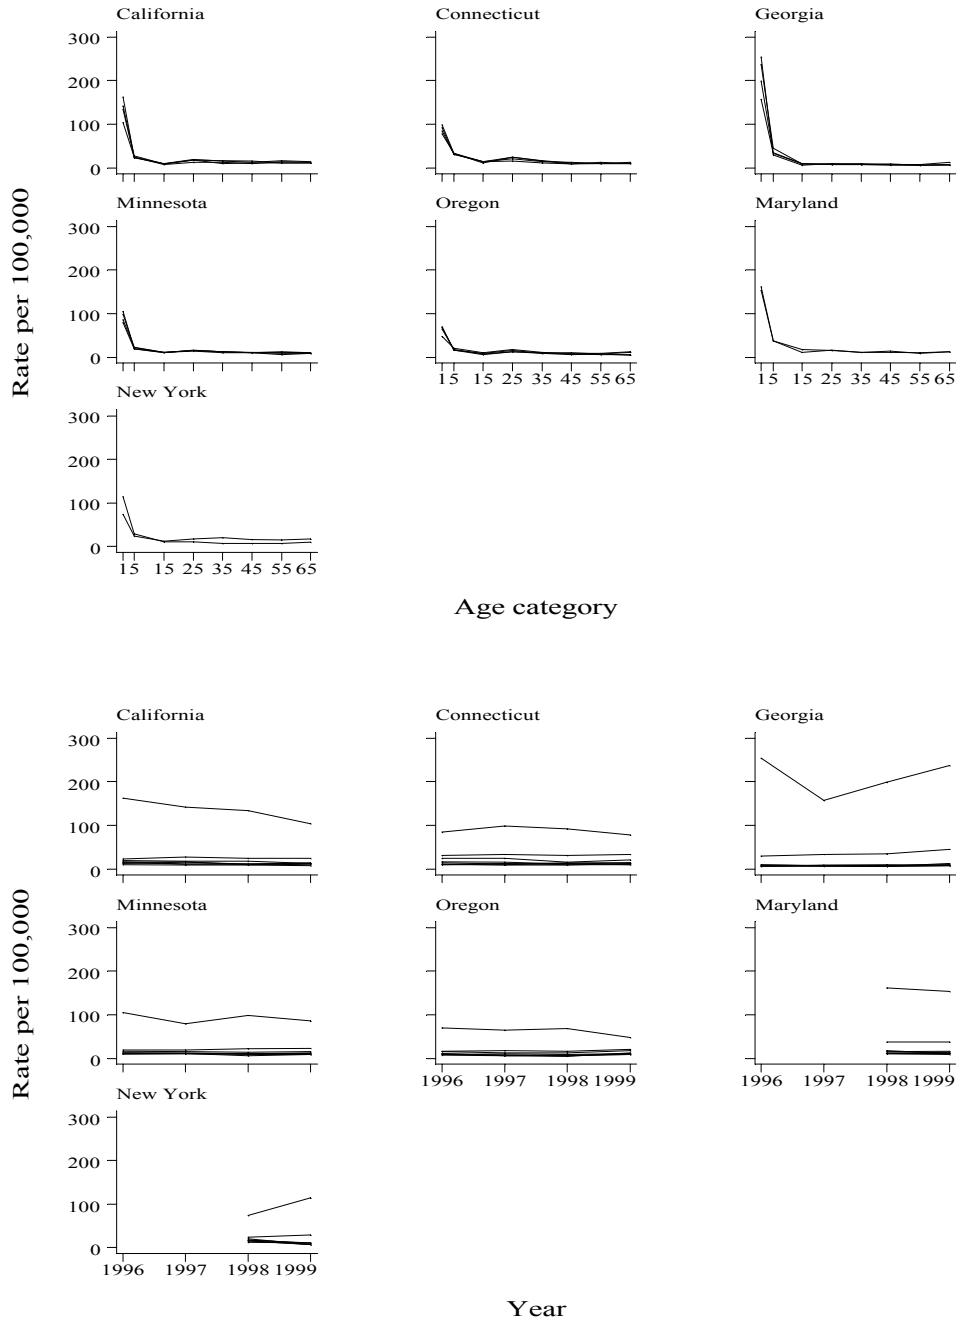 California Connecticut Georgia
300
200
100
0
Minnesota Oregon Maryland
300
200
100
0
15 15 25 35 45 55 65 15 15 25 35 45 55 65
New York
300
200
100
0
15 15 25 35 45 55 65
Rate per 100,000
Age category
California Connecticut Georgia
300
200
100
0
Minnesota Oregon Maryland
300
200
100
0
1996 1997 1998 1999 1996 1997 1998 1999
New York
300
200
100
0
1996 1997 1998 1999
Rate per 100,000
Year